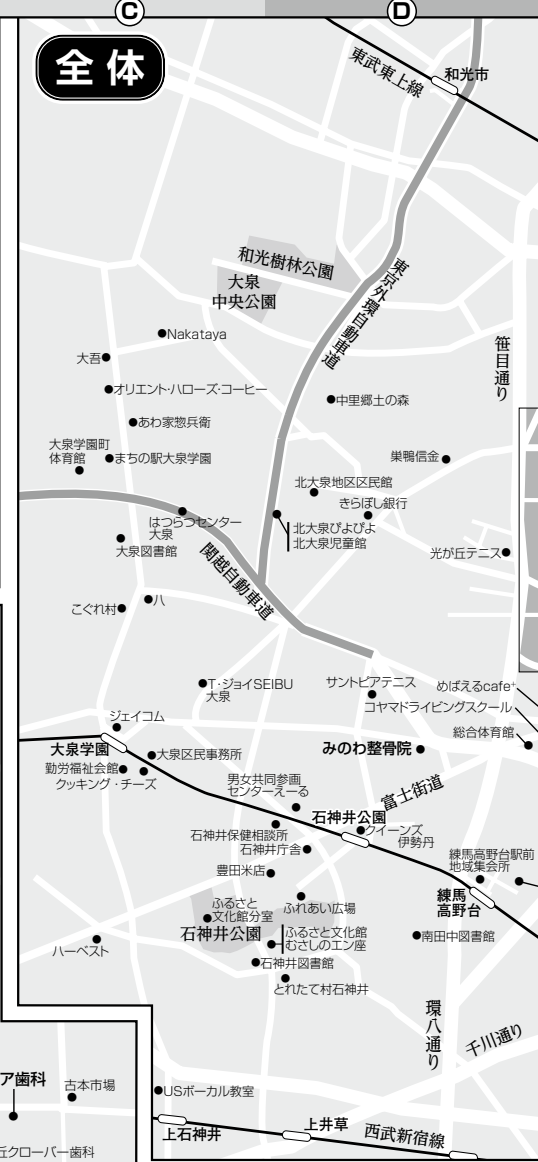 C
D
全体
東武東上線
和光市
和光樹林公園
大泉
中央公園
東京外環自動車道
笹目通り
Nakataya
大吾
オリエント・ハローズ・コーヒー
中里郷土の森
あわ家惣兵衛
大泉学園町
体育館
まちの駅大泉学園
巣鴨信金
北大泉地区区民館
きらぼし銀行
はつらつセンター
大泉
北大泉ぴよぴよ
北大泉児童館
大泉図書館
関越自動車道
光が丘テニス
こぐれ村
八
T・ジョイSEIBU
大泉
サントピアテニス
めばえるcafe+
コヤマドライビングスクール
総合体育館
ジェイコム
大泉学園
大泉区民事務所
みのわ整骨院
勤労福祉会館
クッキング・チーズ
男女共同参画
センターえーる
富士街道
石神井公園
クイーンズ
伊勢丹
石神井保健相談所
石神井庁舎
練馬高野台駅前
地域集会所
豊田米店
練馬
高野台
ふるさと
文化館分室
ふれあい広場
石神井公園
ふるさと文化館
むさしのエン座
南田中図書館
ハーベスト
石神井図書館
とれたて村石神井
環八通り
千川通り
ア歯科
古本市場
USボーカル教室
上石神井
上井草
西武新宿線
丘クローバー歯科